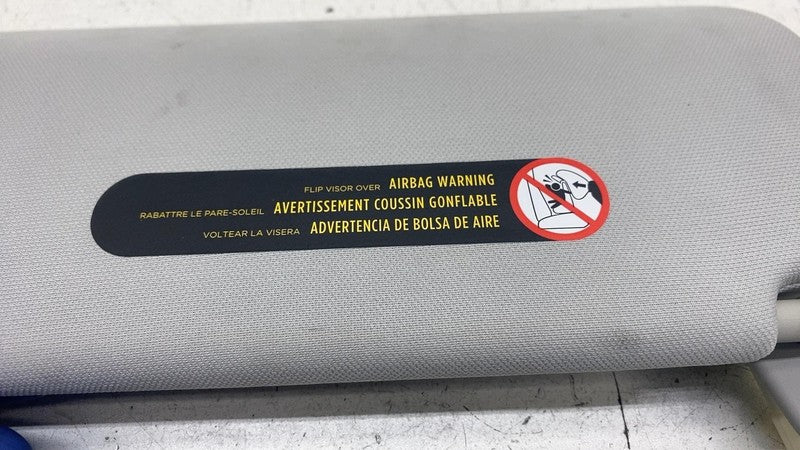 FLIP VISOR OVER AIRBAG WARNING
RABATTRE LE PARE-SOLEIL AVERTISSEMENT COUSSIN GONFLABLE
VOLTEAR LA VISERA ADVERTENCIA DE BOLSA DE AIRE